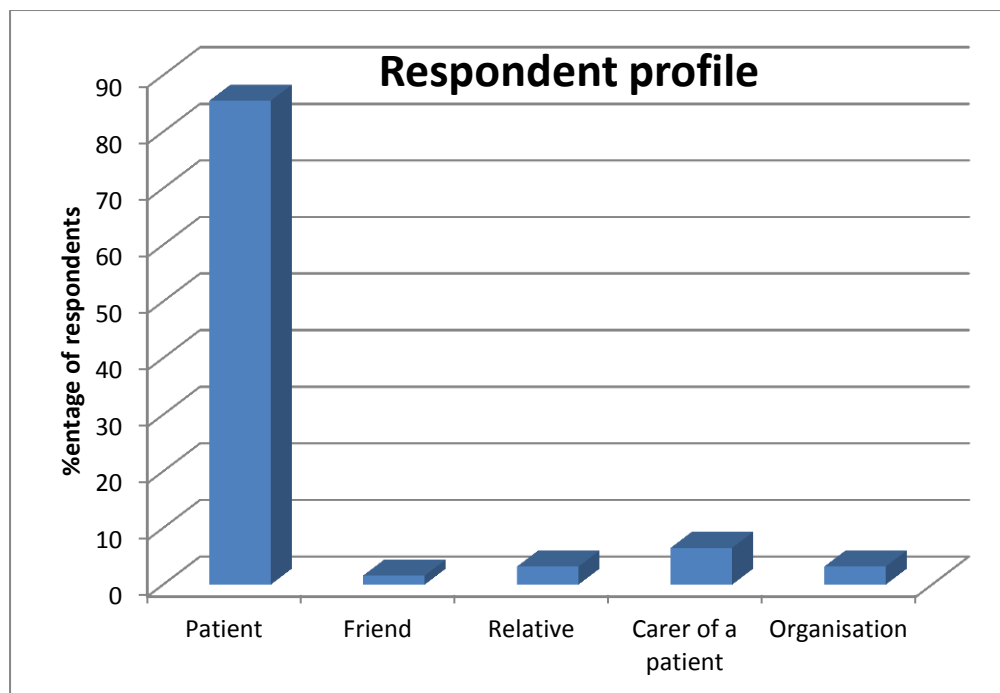 Respondent profile
%entage of respondents
90
80
70
60
50
40
30
20
10
0
Patient
Friend
Relative
Carer of a
patient
Organisation